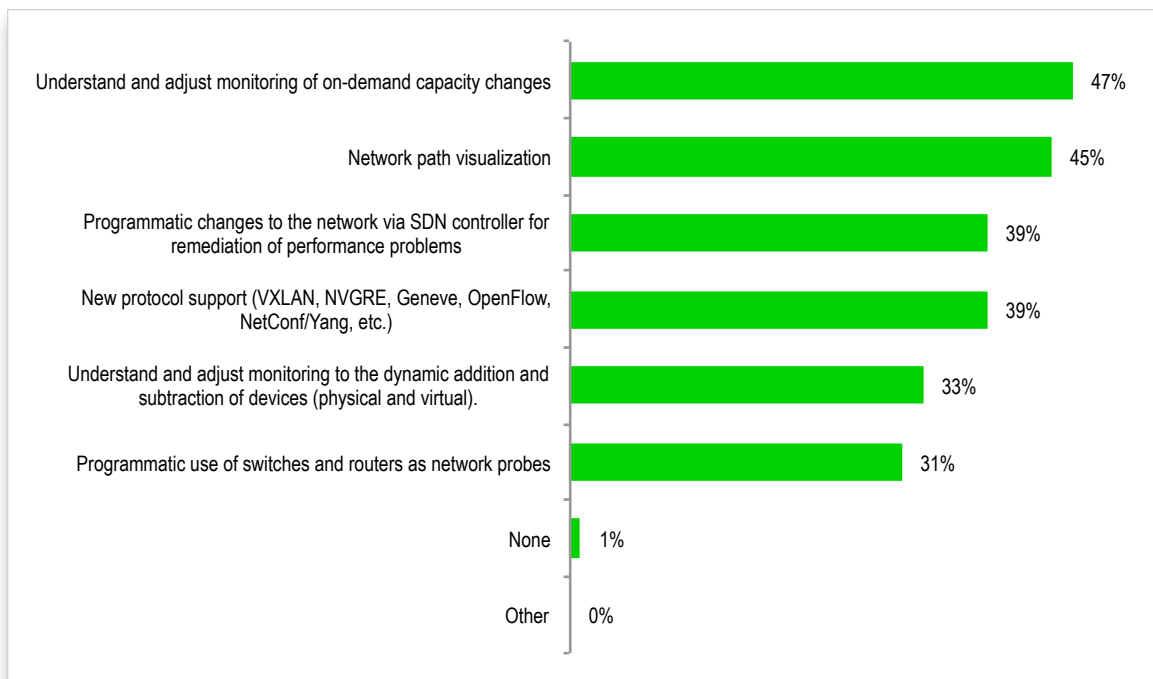 Understand and adjust monitoring of on-demand capacity changes
47%
Network path visualization
45%
Programmatic changes to the network via SDN controller for
remediation of performance problems
39%
New protocol support (VXLAN, NVGRE, Geneve, OpenFlow,
NetConf/Yang, etc.)
39%
Understand and adjust monitoring to the dynamic addition and
subtraction of devices (physical and virtual).
33%
Programmatic use of switches and routers as network probes
31%
None
1%
Other
0%